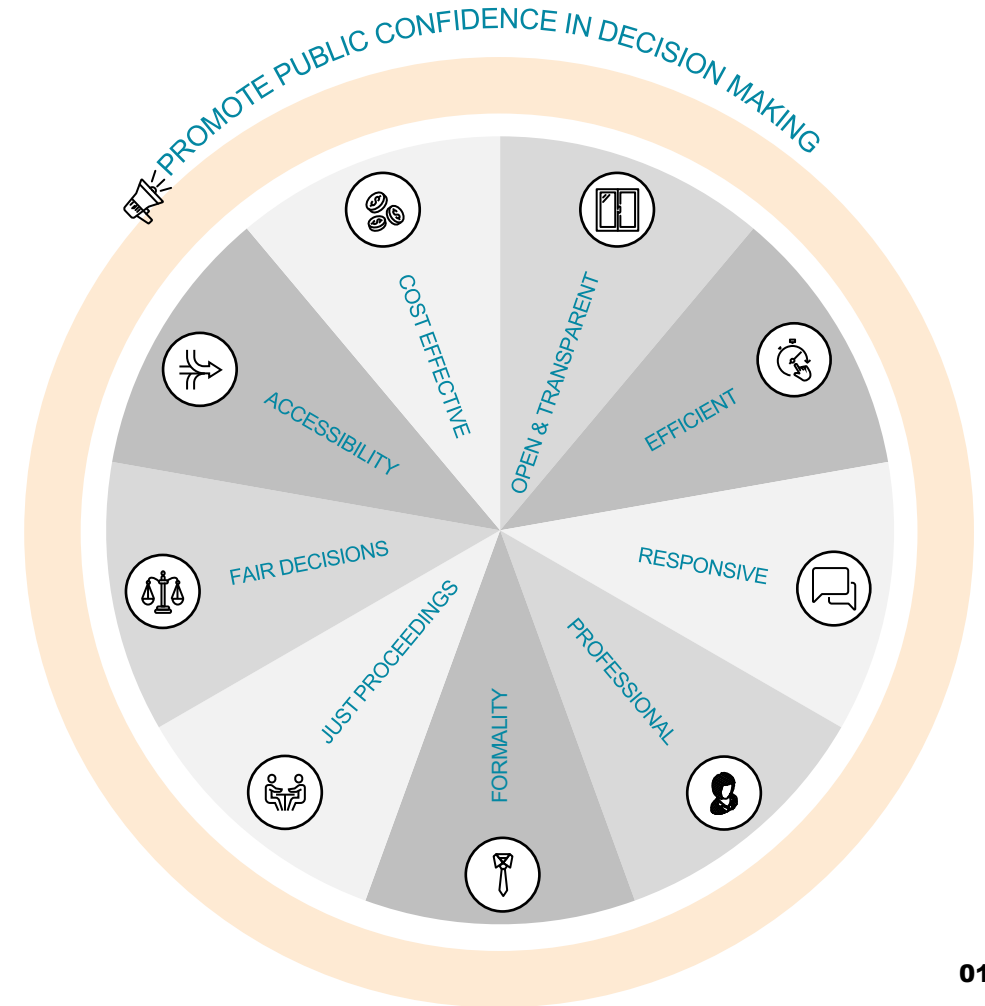 PROMOTE PUBLIC CONFIDENCE IN DECISION MAKING
OPEN & TRANSPARENT
EFFICIENT
RESPONSIVE
PROFESSIONAL
FORMALITY
JUST PROCEEDINGS
FAIR DECISIONS
ACCESSIBILITY
COST EFFECTIVE
01